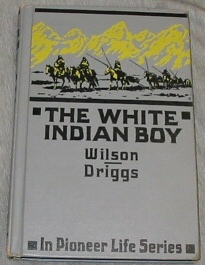 THE WHITE
INDIAN BOY
Wilson
Driggs
In Pioneer Life Series